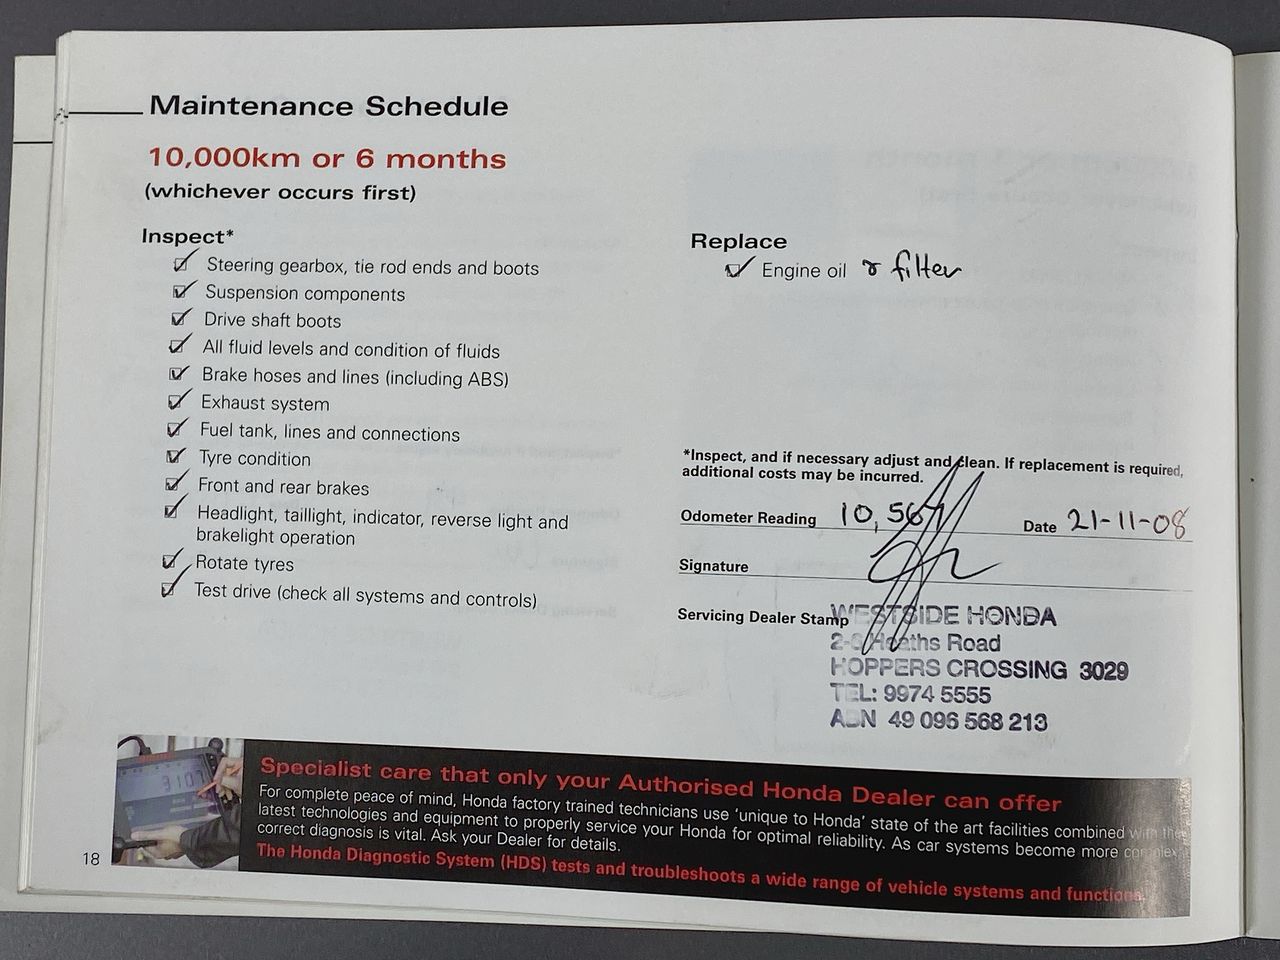 Maintenance Schedule
10,000km or 6 months
(whichever occurs first)
Inspect*
Steering gearbox, tie rod ends and boots
Suspension components
Drive shaft boots
All fluid levels and condition of fluids
Brake hoses and lines (including ABS)
Exhaust system
Fuel tank, lines and connections
Tyre condition
Front and rear brakes
Headlight, taillight, indicator, reverse light and
brakelight operation
Rotate tyres
Test drive (check all systems and controls)
Replace
Engine oil & filter
*Inspect, and if necessary adjust and clean. If replacement is required,
additional costs may be incurred.
Odometer Reading 10,567 Date 21-11-08
Signature
Servicing Dealer Stamp
WESTSIDE HONDA
Heaths Road
HOPPERS CROSSING 3029
TEL: 9974 5555
ABN 49 096 568 213
3107
Specialist care that only your Authorised Honda Dealer can offer
For complete peace of mind, Honda factory trained technicians use 'unique to Honda' state of the art facilities combined with the
latest technologies and equipment to properly service your Honda for optimal reliability. As car systems become more complex,
correct diagnosis is vital. Ask your Dealer for details.
The Honda Diagnostic System (HDS) tests and troubleshoots a wide range of vehicle systems and functions.
18